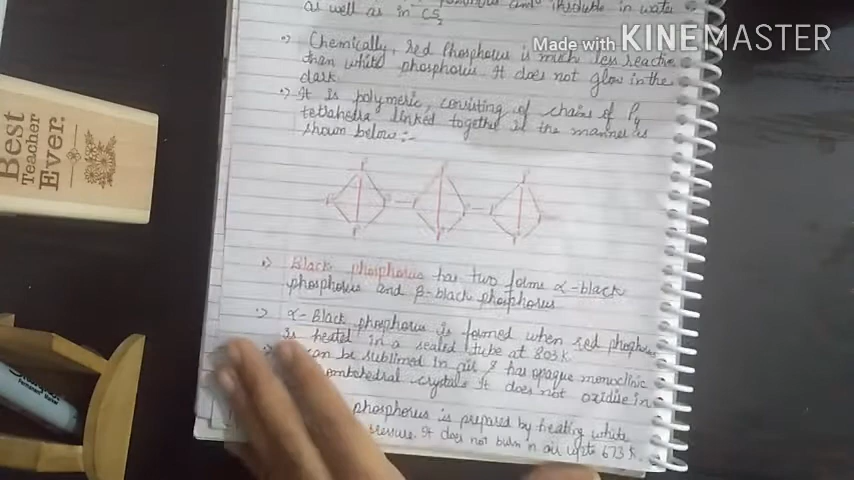 and insoluble in water
as well as in CS2
Made with KINEMASTER
Chemically, red Phosphorus is much less reactive
than white phosphorus. It does not glow in the
dark
It is polymeric, consisting of chains of P4
tetrahedra linked together in the manner is
shown below :-
Black phosphorus has two forms α-black
phosphorus and β-black phosphorus
α-Black phosphorus is formed when red phosphorus
is heated in a sealed tube at 803K.
can be sublimed in air & has opaque monoclinic
crystals It does not oxidise in
phosphorus is prepared by heating white
It does not burn in air upto 673 K.
Best
Teacher
Ever.